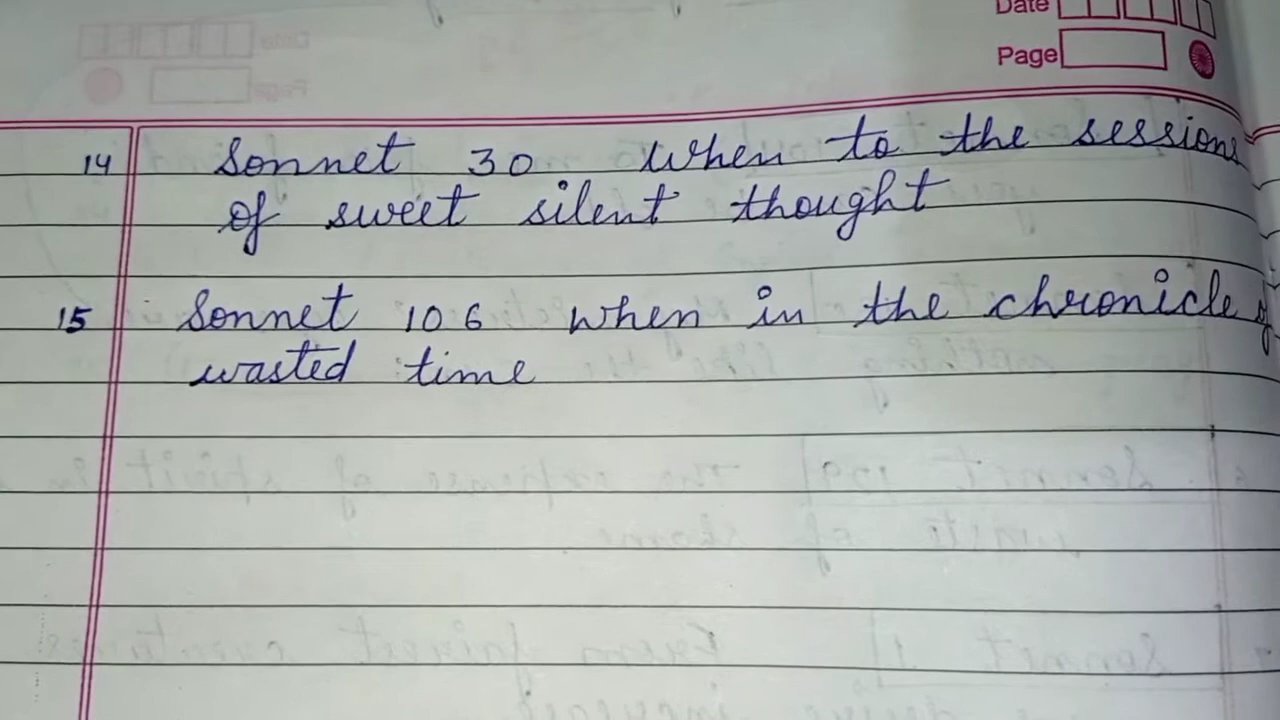 Date
Page
14 Sonnet 30 when to the sessions
of sweet silent thought
15 Sonnet 106 when in the chronicle of
wasted time